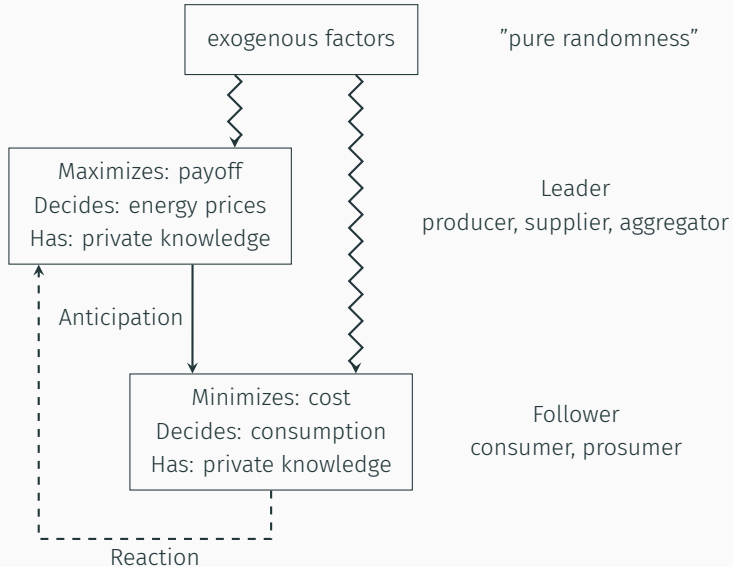 exogenous factors
”pure randomness”
Maximizes: payoff
Decides: energy prices
Has: private knowledge
Leader
producer, supplier, aggregator
Anticipation
Minimizes: cost
Decides: consumption
Has: private knowledge
Follower
consumer, prosumer
Reaction